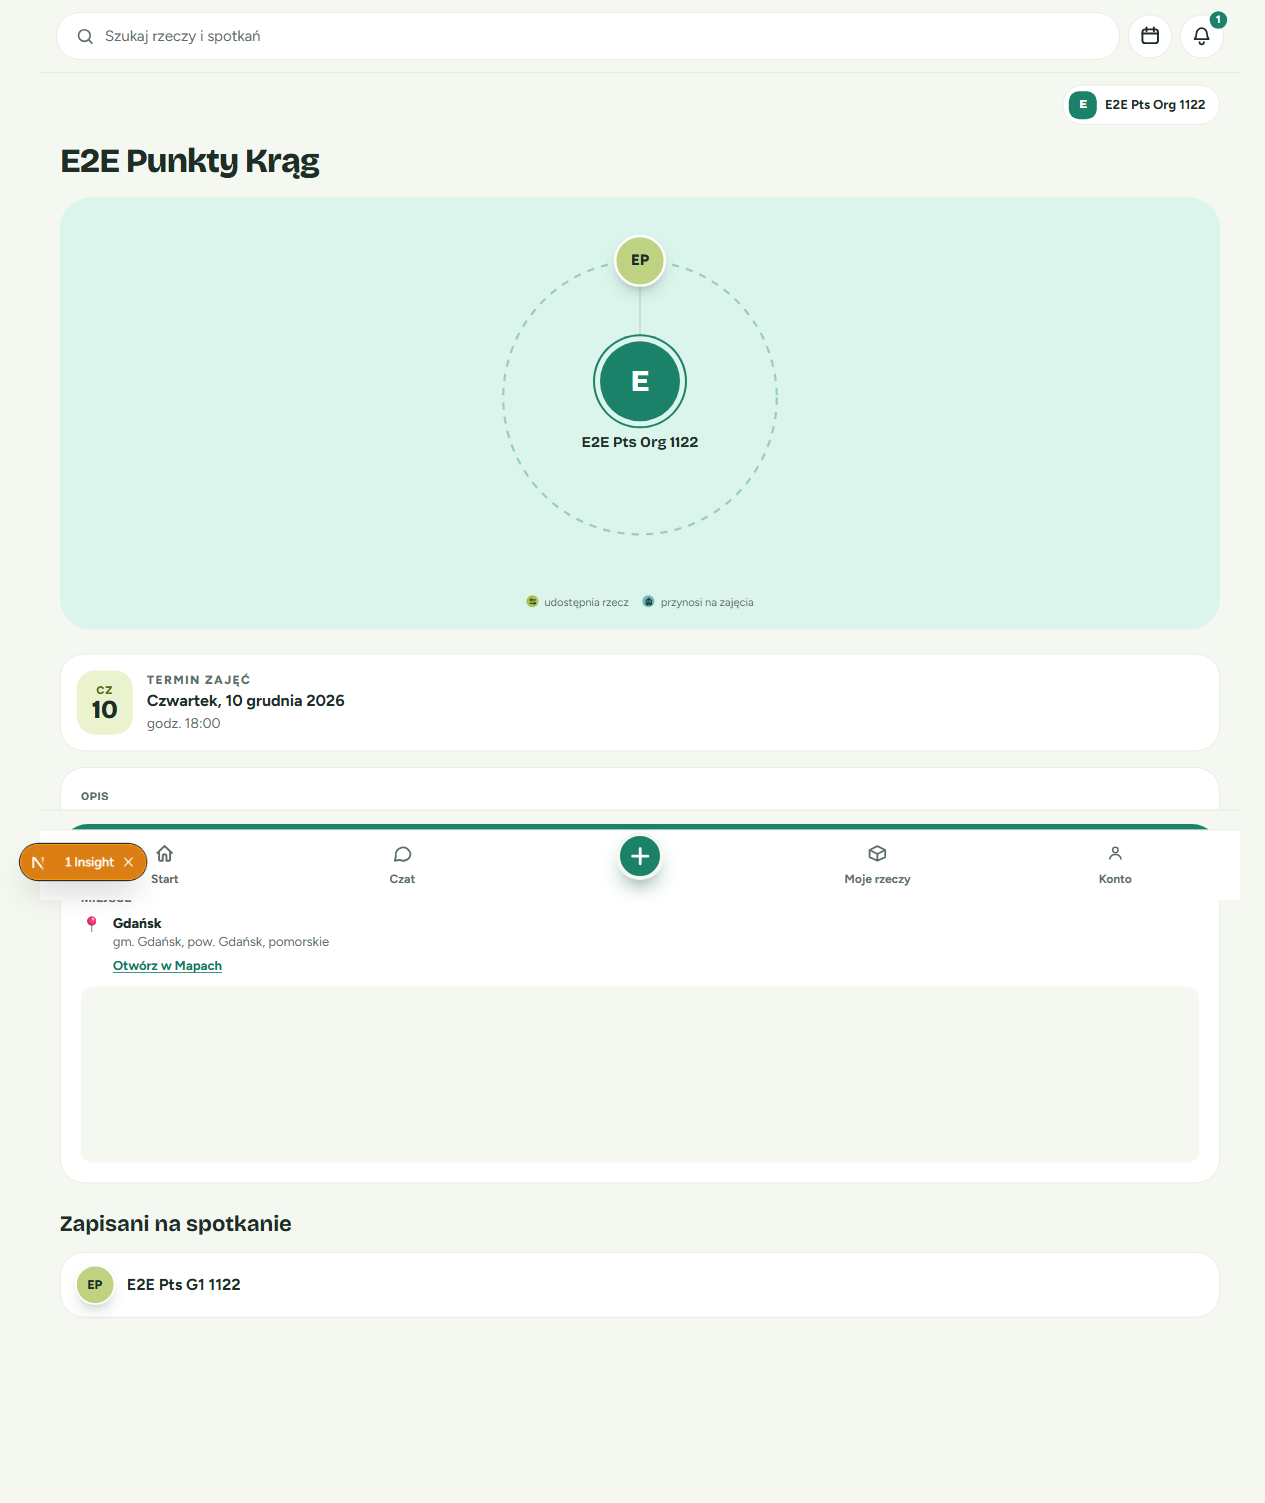 Szukaj rzeczy i spotkań
1
E E2E Pts Org 1122
E2E Punkty Krąg
EP
E
E2E Pts Org 1122
udostępnia rzecz przynosi na zajęcia
CZ
10
TERMIN ZAJĘĆ
Czwartek, 10 grudnia 2026
godz. 18:00
OPIS
N 1 Insight
Start
Czat
Moje rzeczy
Konto
Gdańsk
gm. Gdańsk, pow. Gdańsk, pomorskie
Otwórz w Mapach
Zapisani na spotkanie
EP E2E Pts G1 1122